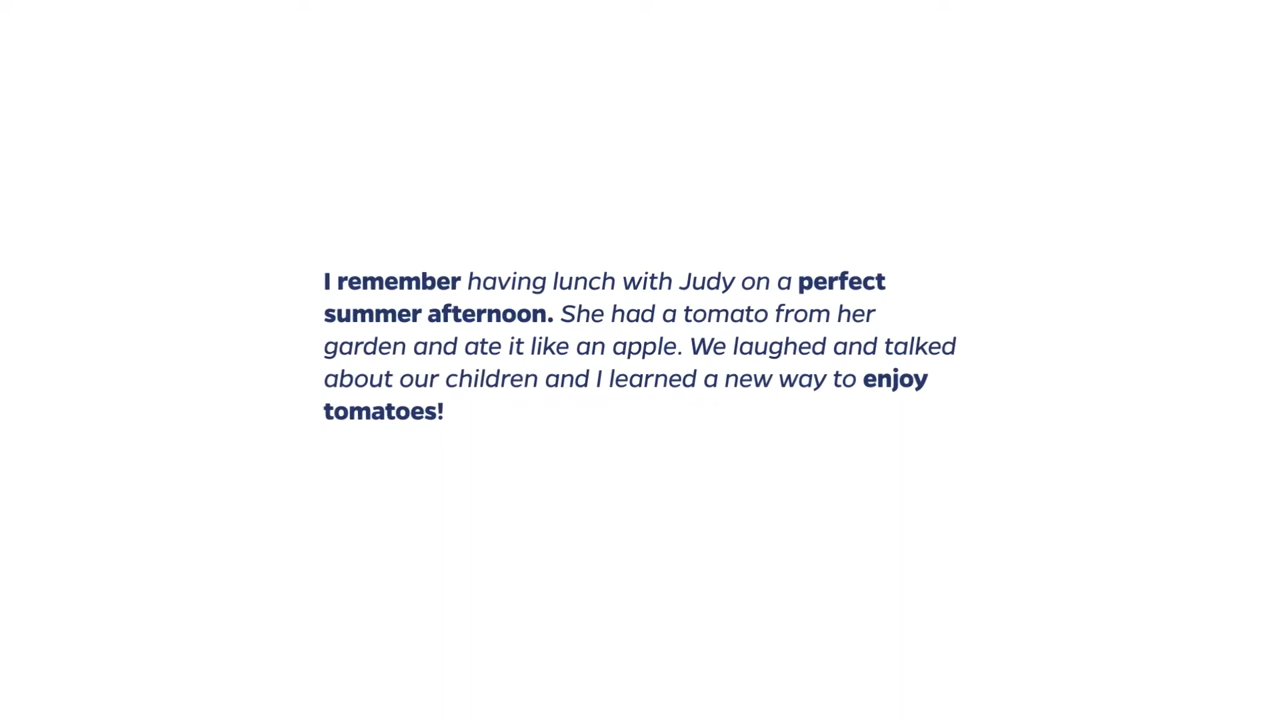 I remember having lunch with Judy on a perfect
summer afternoon. She had a tomato from her
garden and ate it like an apple. We laughed and talked
about our children and I learned a new way to enjoy
tomatoes!